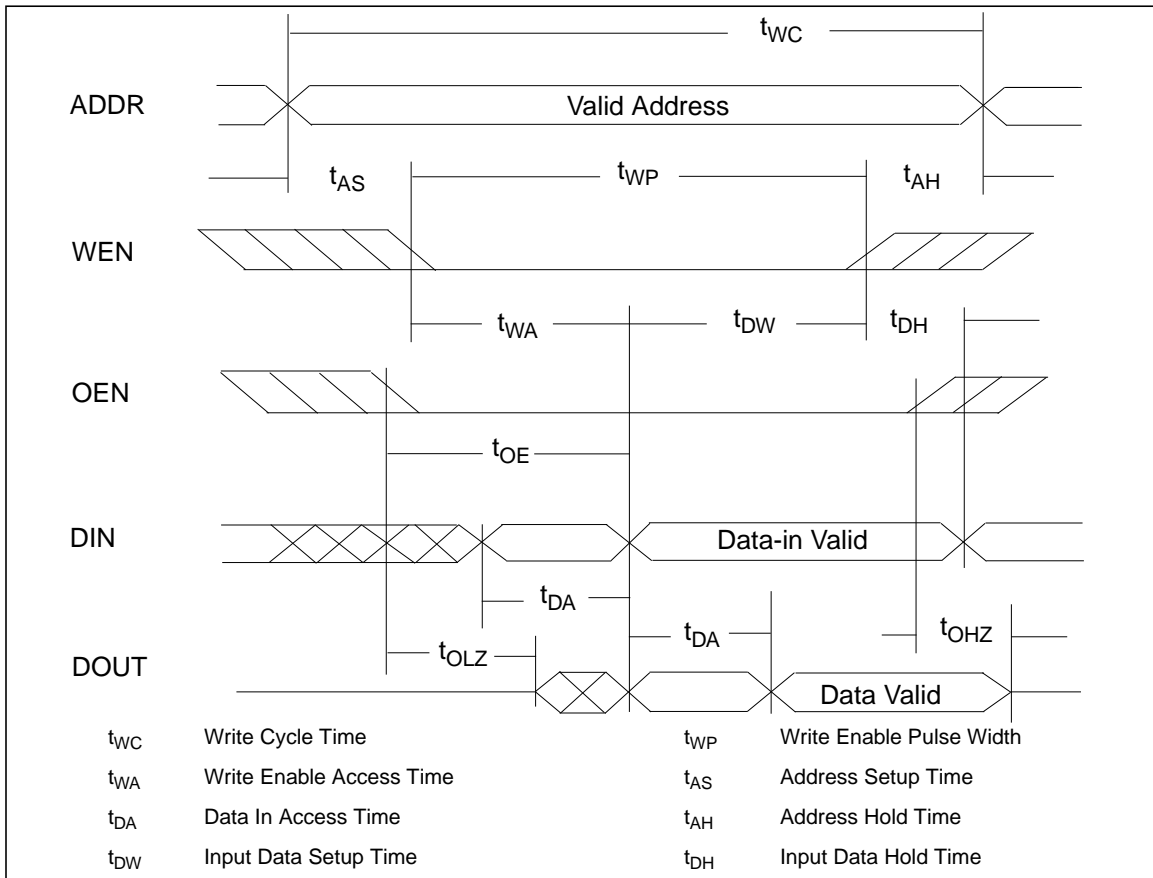 tWC
ADDR
Valid Address
tAS
tWP
tAH
WEN
tWA
tDW
tDH
OEN
tOE
DIN
Data-in Valid
tDA
tDA
tOHZ
tOLZ
DOUT
Data Valid
tWC Write Cycle Time tWP Write Enable Pulse Width
tWA Write Enable Access Time tAS Address Setup Time
tDA Data In Access Time tAH Address Hold Time
tDW Input Data Setup Time tDH Input Data Hold Time